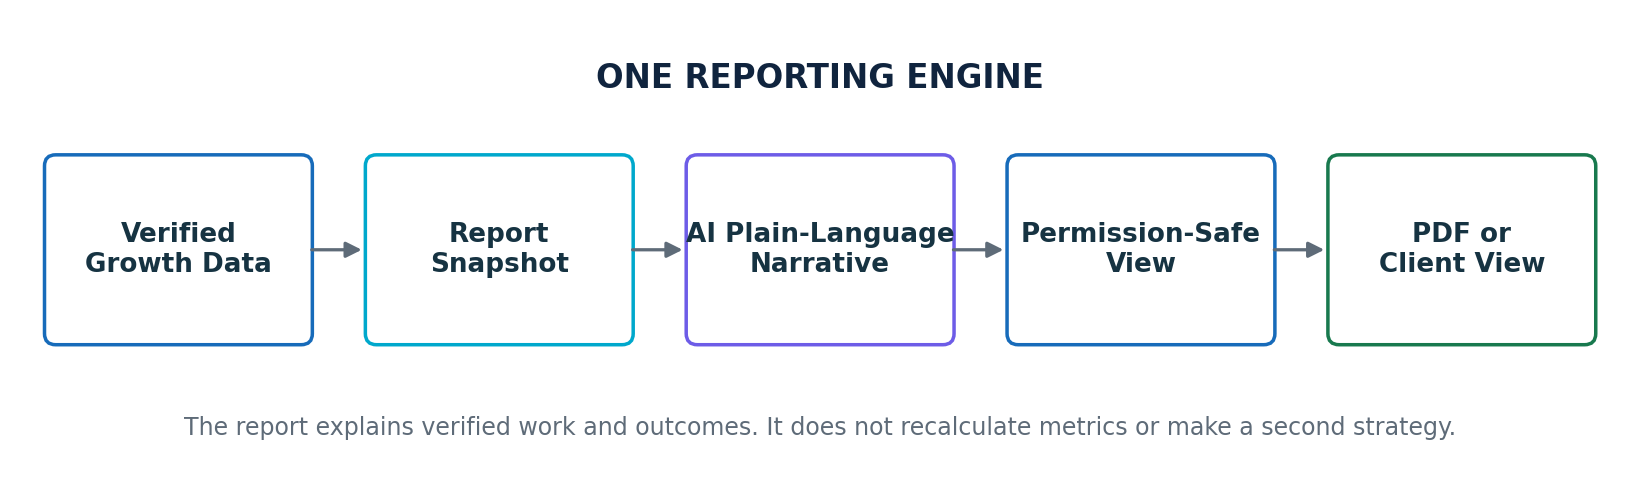 ONE REPORTING ENGINE
Verified
Growth Data
Report
Snapshot
AI Plain-Language
Narrative
Permission-Safe
View
PDF or
Client View
The report explains verified work and outcomes. It does not recalculate metrics or make a second strategy.